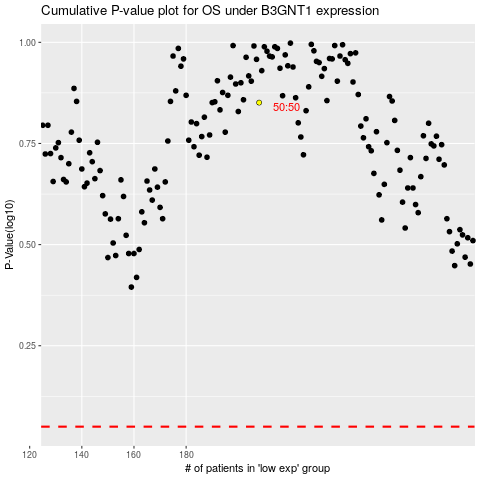 Cumulative P-value plot for OS under B3GNT1 expression
P-Value(log10)
1.00
0.75
0.50
0.25
50:50
120 140 160 180
# of patients in 'low exp' group